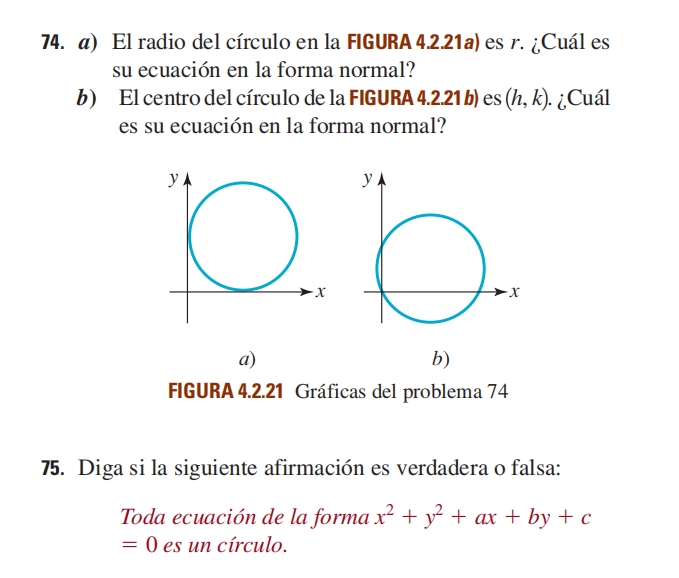 74. a) El radio del círculo en la FIGURA 4.2.21a) es r. ¿Cuál es
su ecuación en la forma normal?
b) El centro del círculo de la FIGURA 4.2.21 b) es (h, k). ¿Cuál
es su ecuación en la forma normal?
y y
x x
a) b)
FIGURA 4.2.21 Gráficas del problema 74
75. Diga si la siguiente afirmación es verdadera o falsa:
Toda ecuación de la forma x² + y² + ax + by + c
= 0 es un círculo.